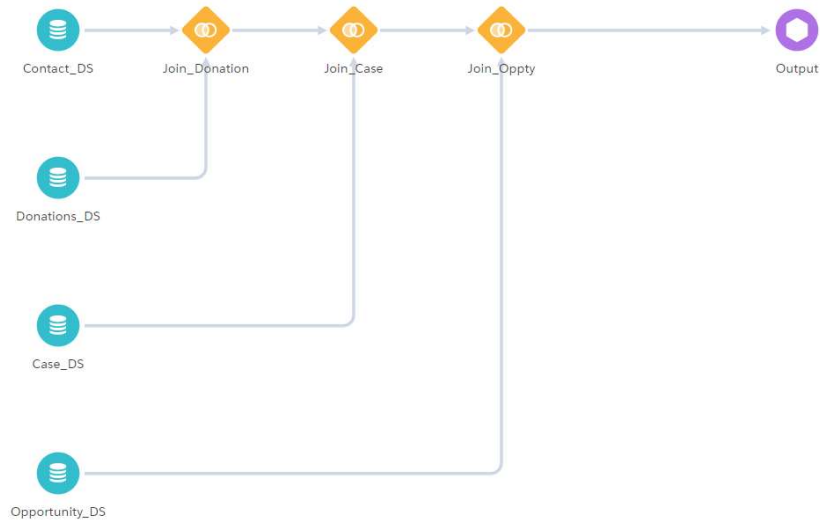 Contact_DS
Join_Donation
Join_Case
Join_Oppty
Output
Donations_DS
Case_DS
Opportunity_DS